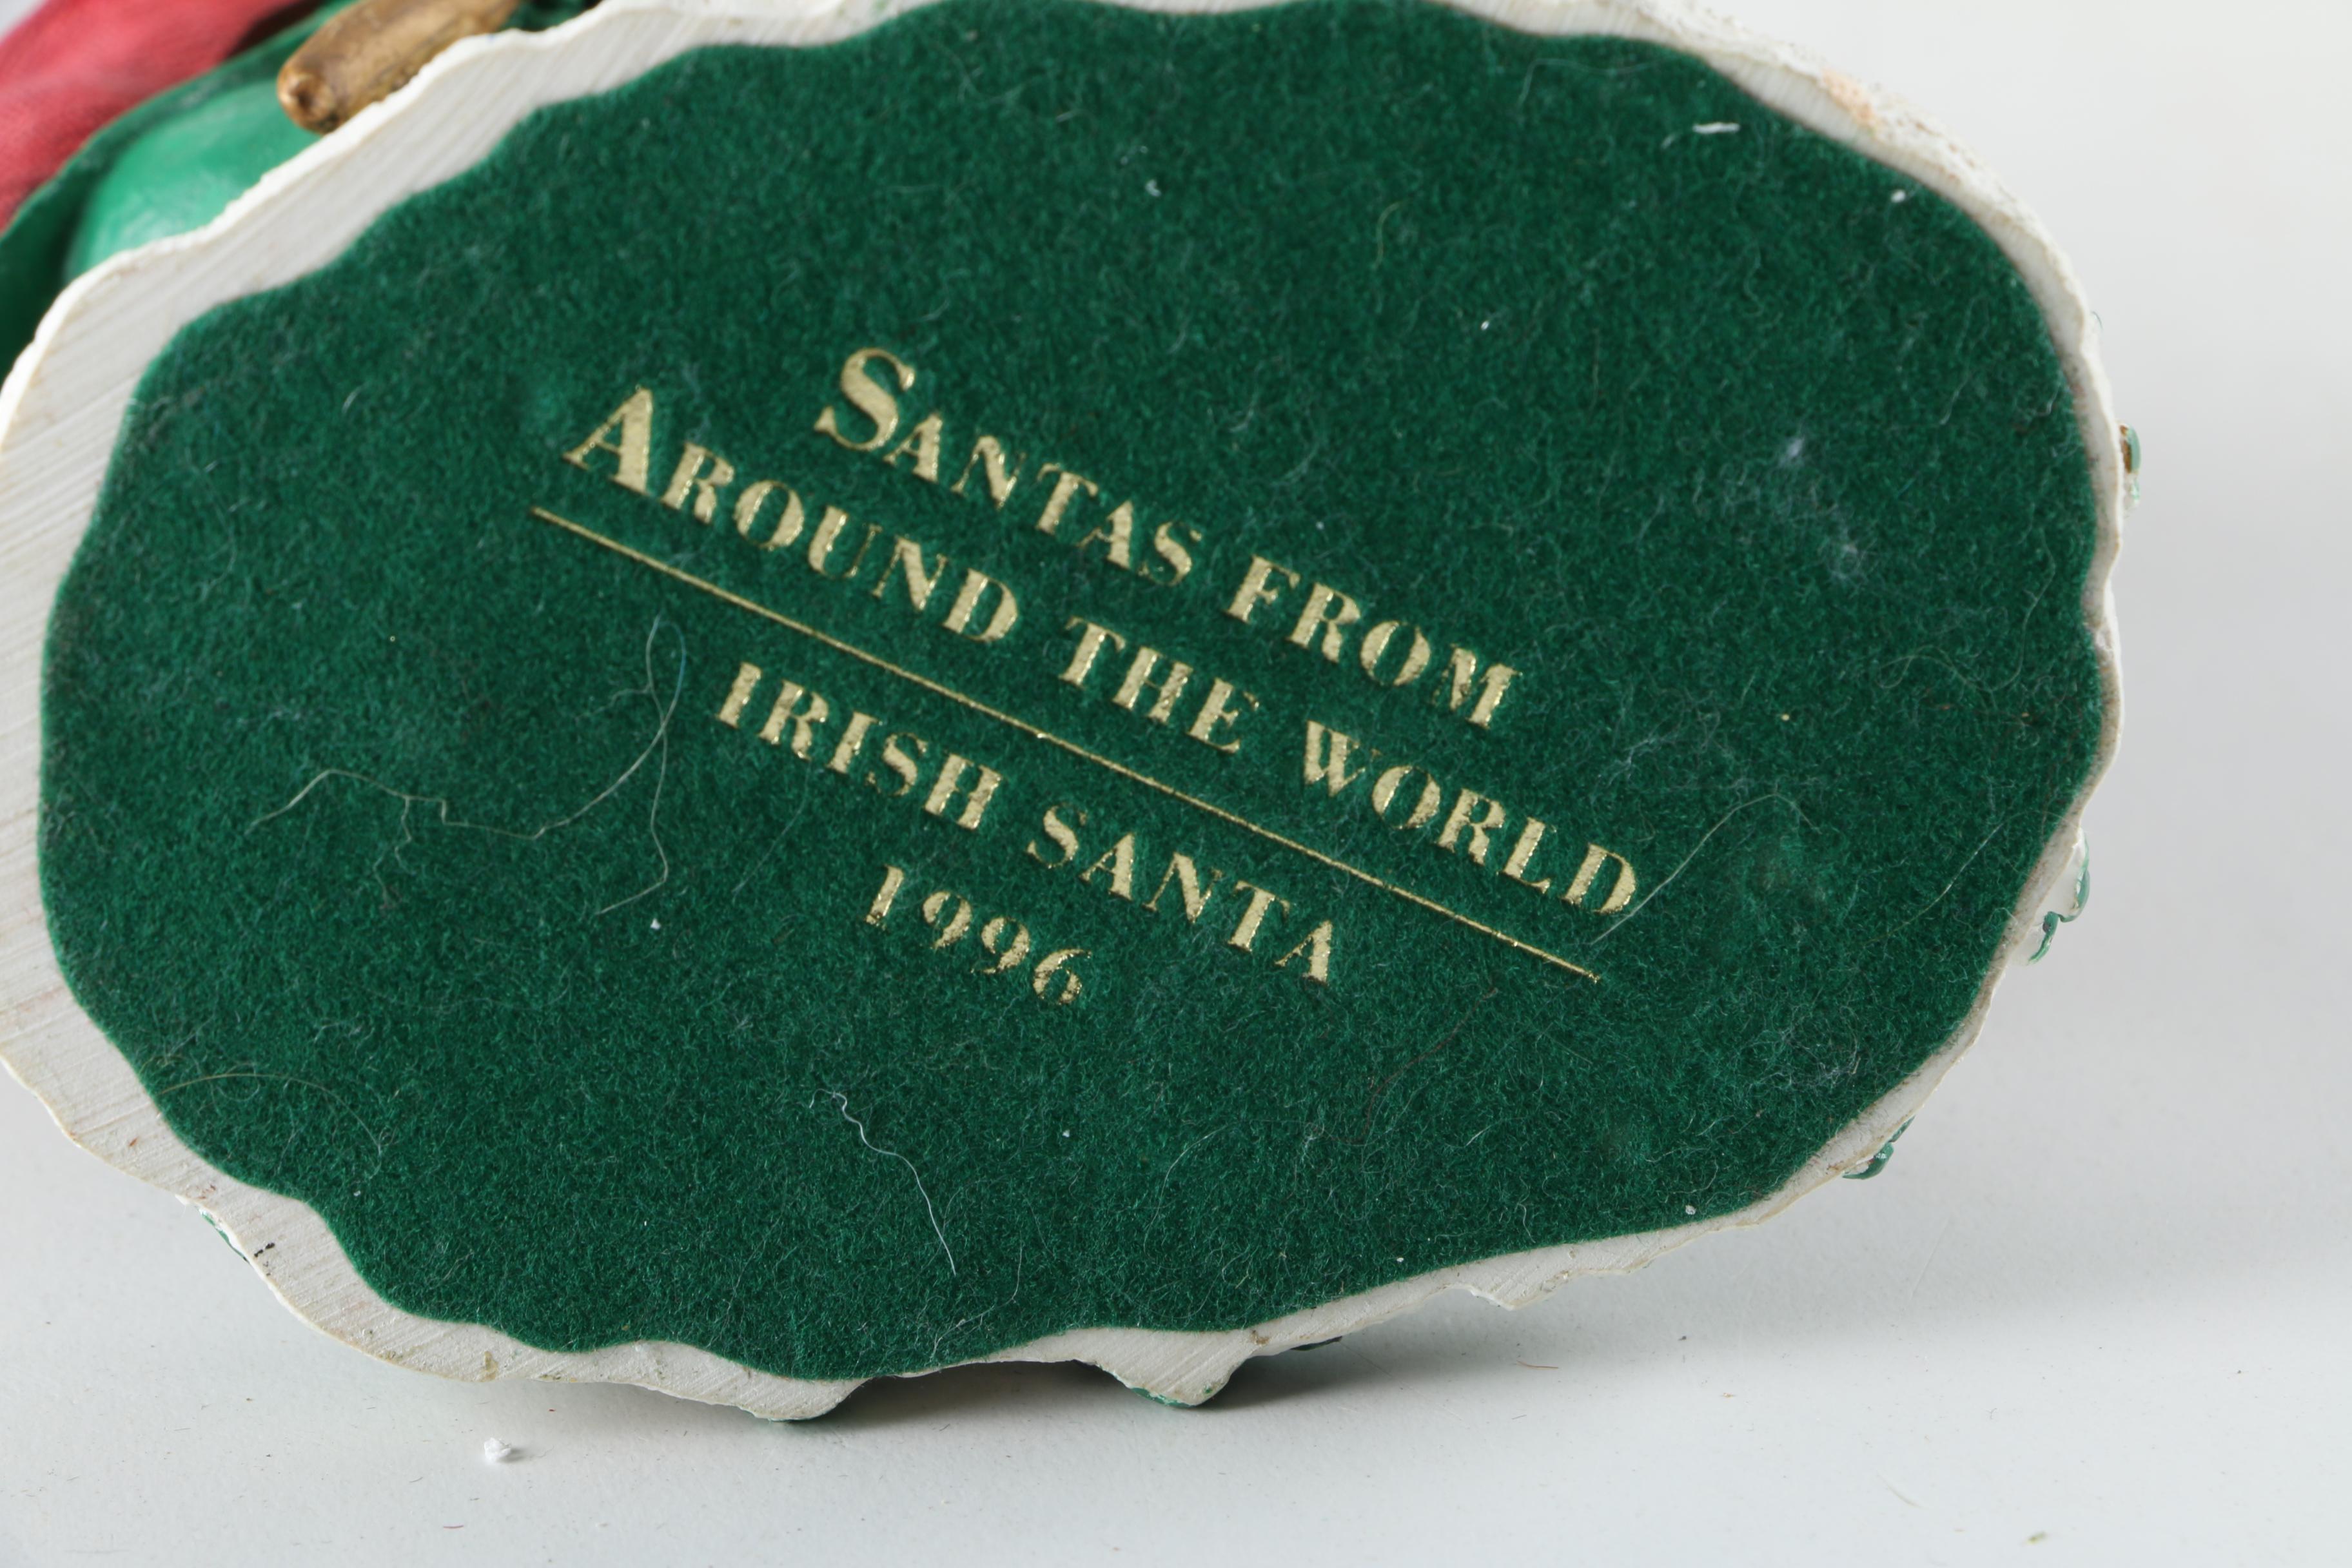 SANTAS FROM
AROUND THE WORLD
IRISH SANTA
1996